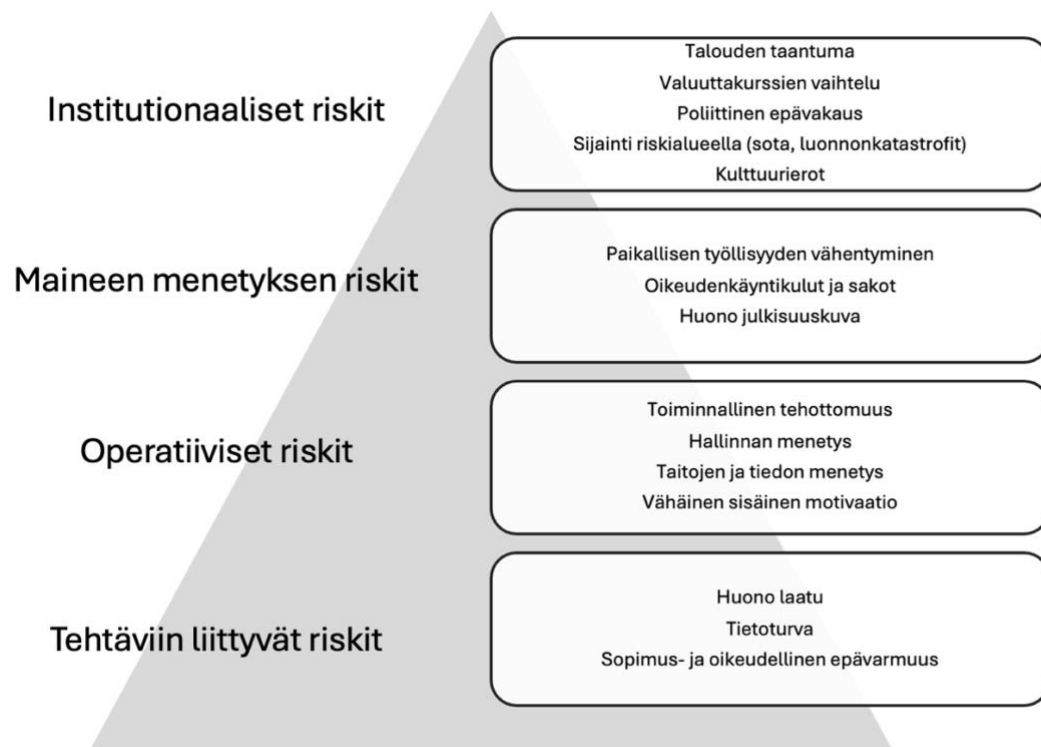 Institutionaaliset riskit
Talouden taantuma
Valuuttakurssien vaihtelu
Poliittinen epävakaus
Sijainti riskialueella (sota, luonnonkatastrofit)
Kulttuurierot
Maineen menetyksen riskit
Paikallisen työllisyyden vähentyminen
Oikeudenkäyntikulut ja sakot
Huono julkisuuskuva
Operatiiviset riskit
Toiminnallinen tehottomuus
Hallinnan menetys
Taitojen ja tiedon menetys
Vähäinen sisäinen motivaatio
Tehtäviin liittyvät riskit
Huono laatu
Tietoturva
Sopimus- ja oikeudellinen epävarmuus